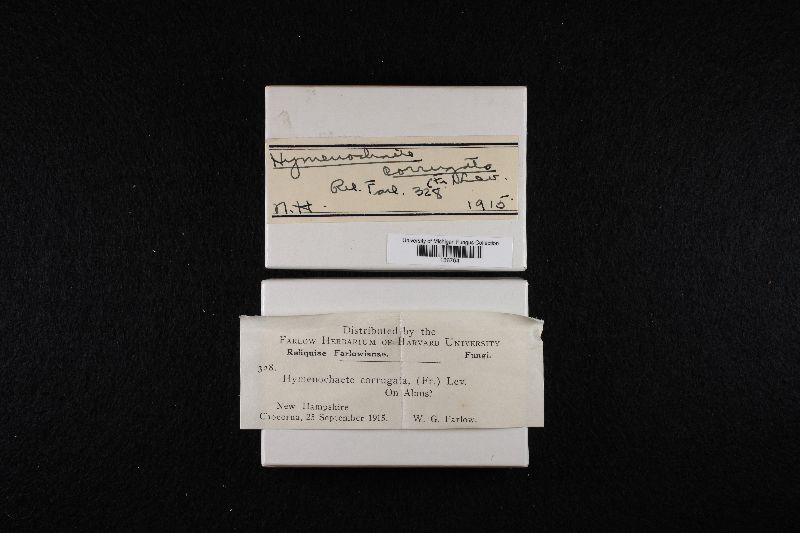 Hymenochaete
corrugata
(Fr.) Lev.
Rel. Farl. 328
N.H. 1915
University of Michigan Fungus Collection
Distributed by the
FARLOW HERBARIUM OF HARVARD UNIVERSITY
Reliquiae Farlowianae. Fungi.
328.
Hymenochaete corrugata, (Fr.) Lev.
On Alnus?
New Hampshire
Chocorua, 25 September 1915. W. G. Farlow.